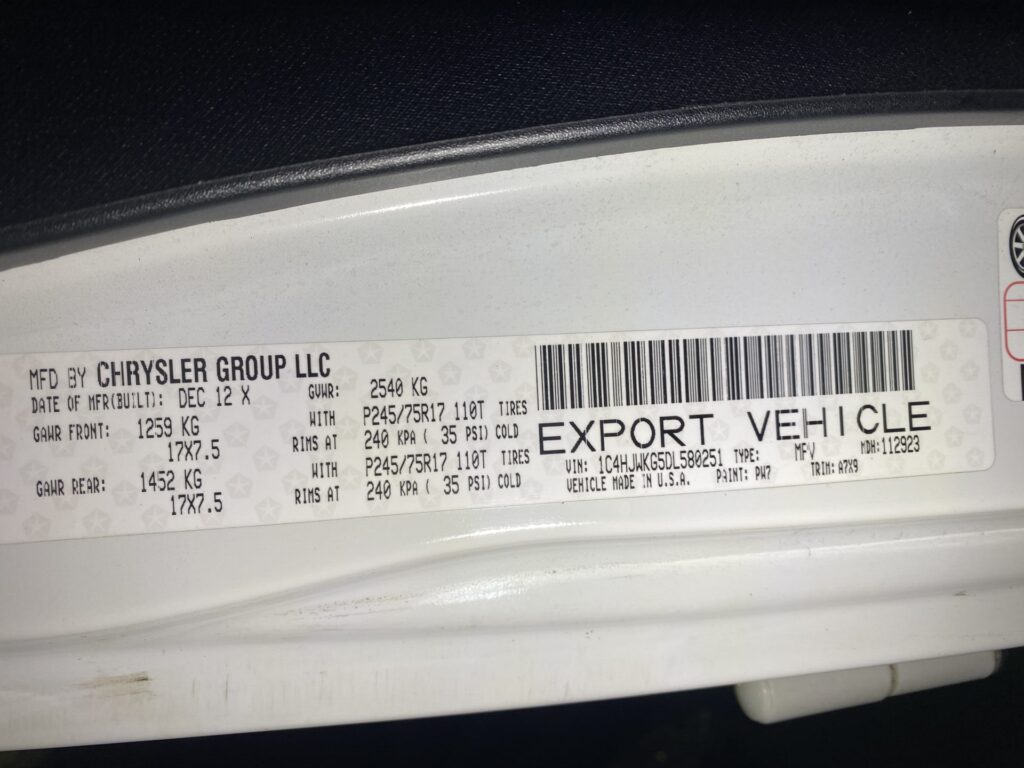 MFD BY CHRYSLER GROUP LLC
DATE OF MFR(BUILT): DEC 12 X GVWR: 2540 KG
GAWR FRONT: 1259 KG WITH P245/75R17 110T TIRES
17X7.5 RIMS AT 240 KPA ( 35 PSI) COLD
GAWR REAR: 1452 KG WITH P245/75R17 110T TIRES
17X7.5 RIMS AT 240 KPA ( 35 PSI) COLD
EXPORT VEHICLE
VIN: 1C4HJWKG5DL580251 TYPE: MPV MDH: 112923
VEHICLE MADE IN U.S.A. PAINT: PW7 TRIM: A7X9